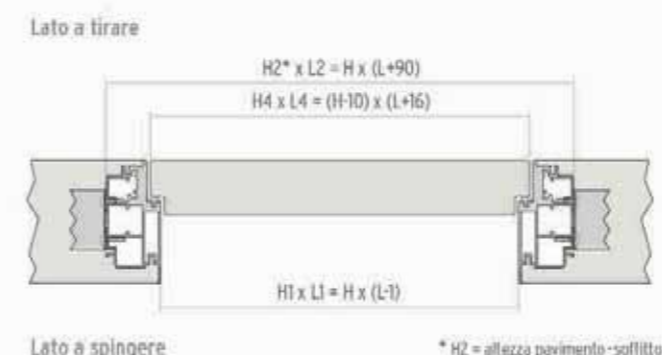 Lato a tirare
H2* x L2 = H x (L+90)
H4 x L4 = (H-10) x (L+16)
H1 x L1 = H x (L-1)
Lato a spingere
* H2 = altezza pavimento-soffitto